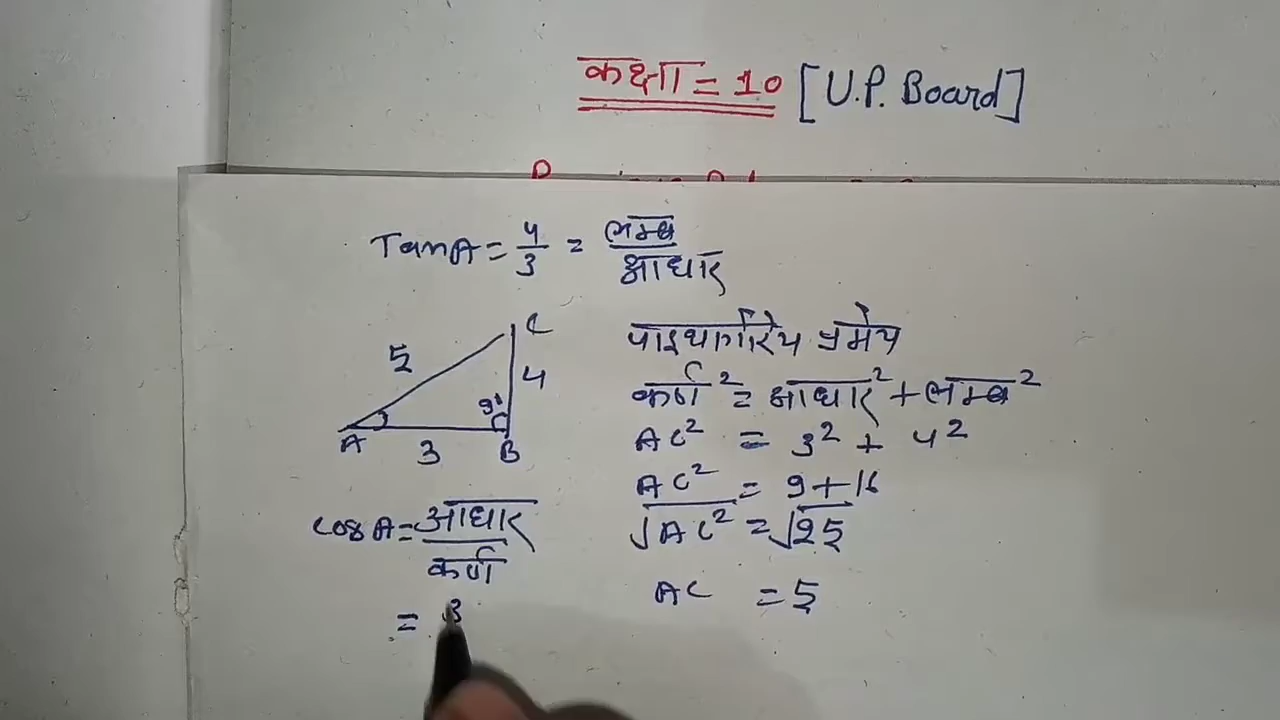 कक्षा = 10 [U.P. Board]
TanA = 4/3 = लम्ब/आधार
C
5
4
90°
A
3
B
पाइथागोरेय प्रमेय
कर्ण² = आधार² + लम्ब²
AC² = 3² + 4²
AC² = 9+16
√AC² = √25
AC = 5
cosA = आधार/कर्ण
= 3